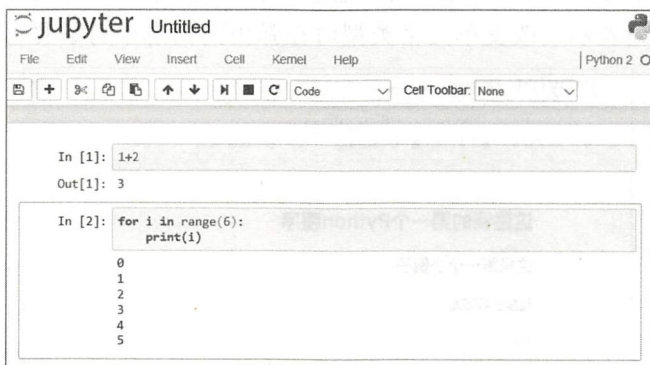 jupyter Untitled
File Edit View Insert Cell Kernel Help Python 2
Code Cell Toolbar: None
In [1]: 1+2
Out[1]: 3
In [2]: for i in range(6):
print(i)
0
1
2
3
4
5